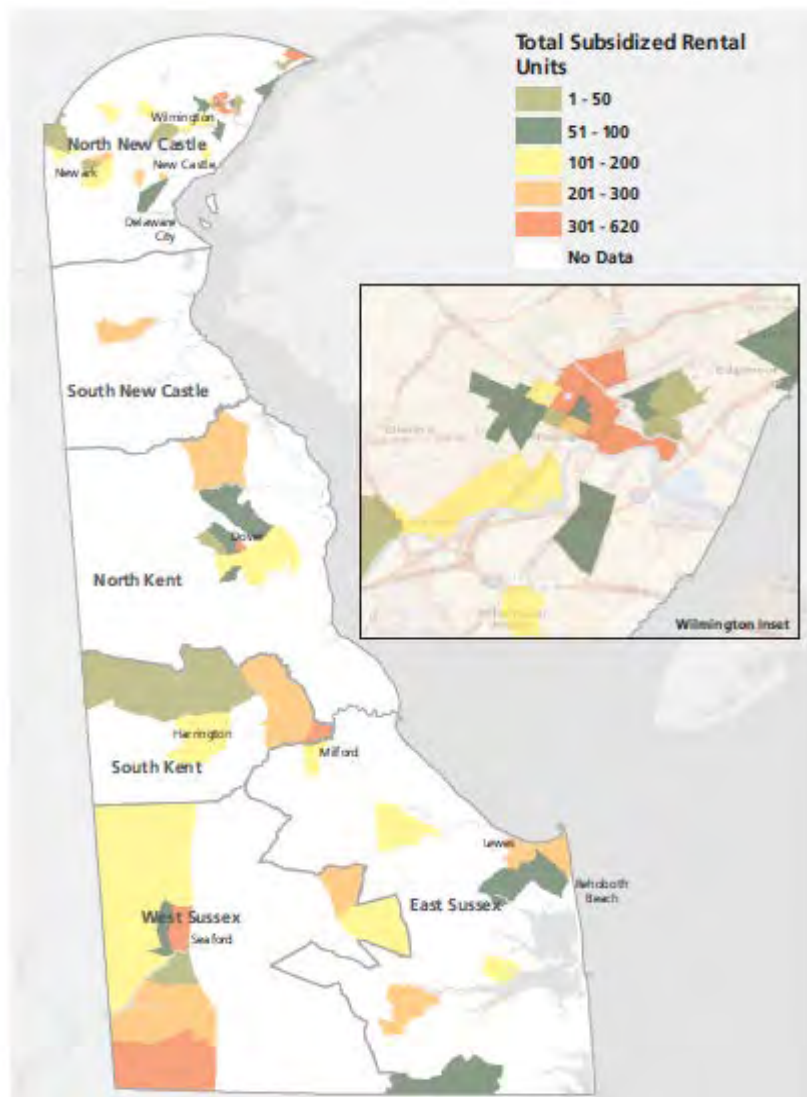 Total Subsidized Rental
Units
1 - 50
51 - 100
101 - 200
201 - 300
301 - 620
No Data
Wilmington
North New Castle
New Castle
Newark
Delaware
City
South New Castle
Dover
North Kent
Wilmington Inset
Harrington
South Kent
Milford
Lewes
Rehoboth
Beach
East Sussex
West Sussex
Seaford